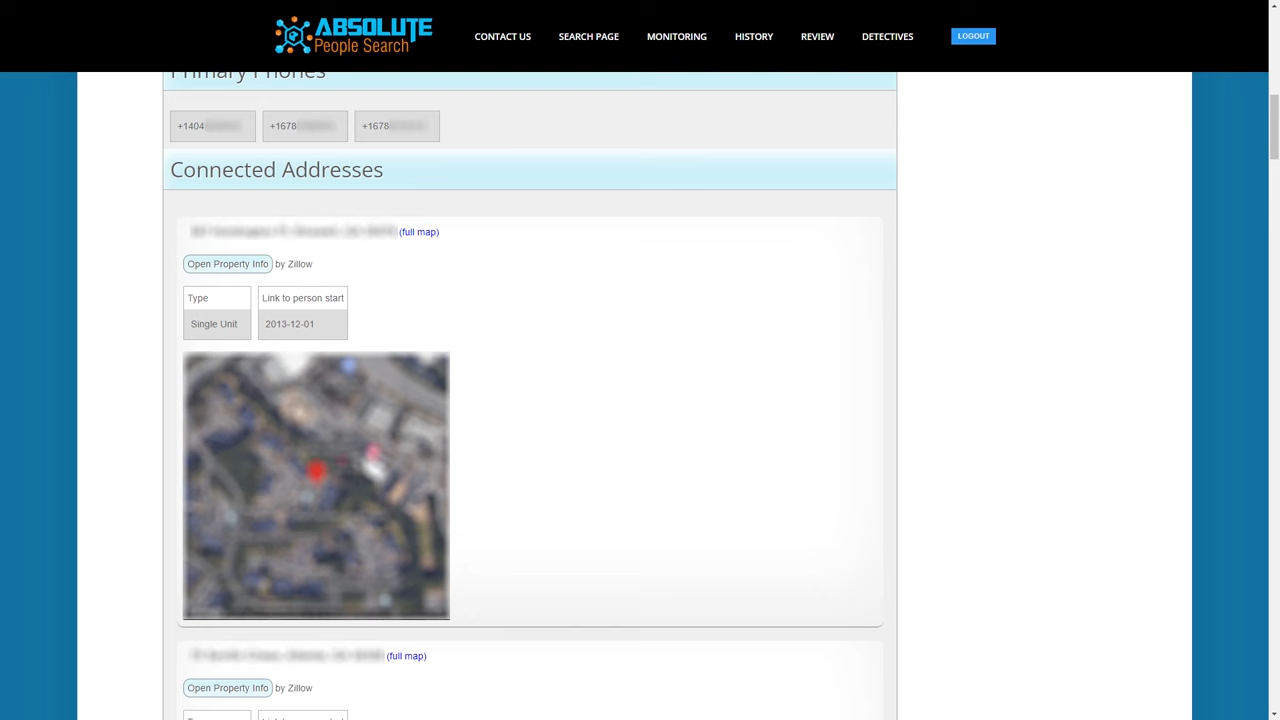 ABSOLUTE
People Search
CONTACT US
SEARCH PAGE
MONITORING
HISTORY
REVIEW
DETECTIVES
LOGOUT
Primary Phones
+1404
+1678
+1678
Connected Addresses
(full map)
Open Property Info by Zillow
Type
Link to person start
Single Unit
2013-12-01
(full map)
Open Property Info by Zillow